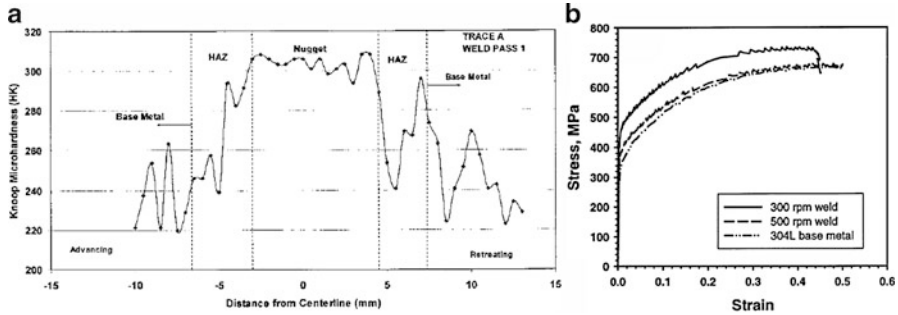 a
Knoop Microhardness (HK)
320
300
280
260
240
220
200
HAZ
Nugget
HAZ
TRACE A
WELD PASS 1
Base Metal
Base Metal
Advancing
Retreating
-15
-10
-5
0
5
10
15
Distance from Centerline (mm)
b
Stress, MPa
800
700
600
500
400
300
200
100
0
300 rpm weld
500 rpm weld
304L base metal
0.0
0.1
0.2
0.3
0.4
0.5
0.6
Strain